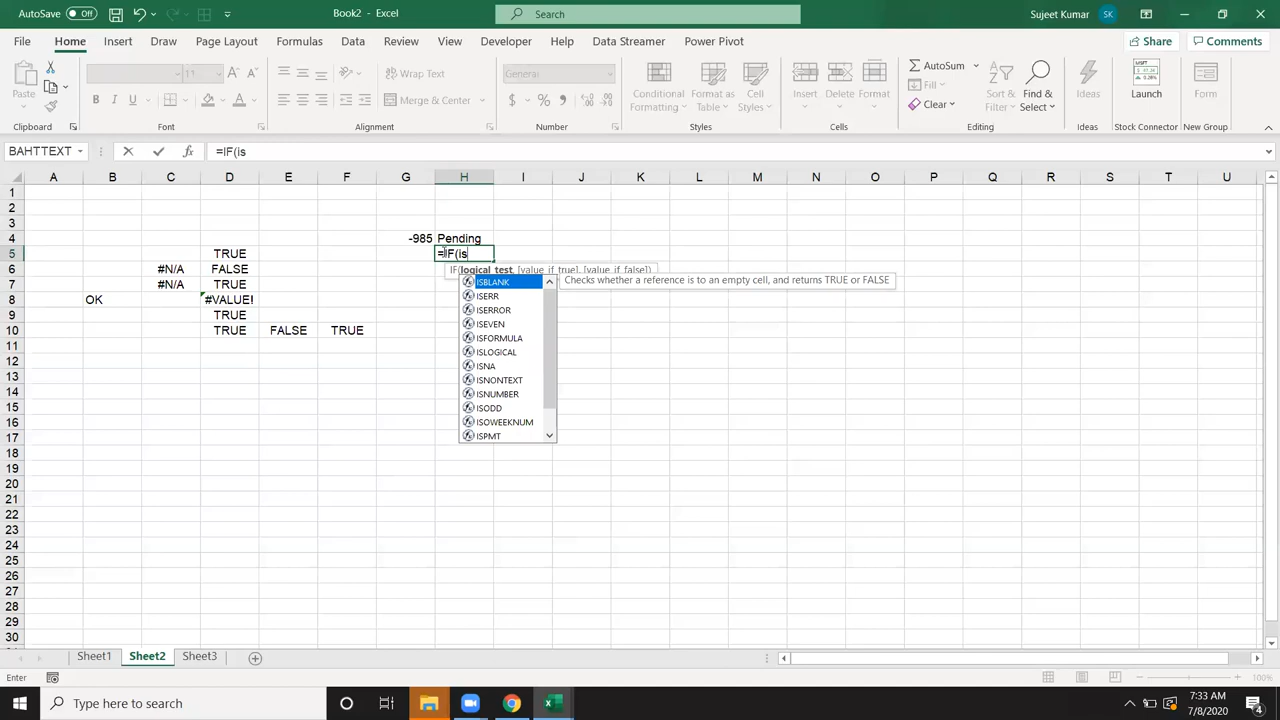 AutoSave Off Book2 - Excel Search Sujeet Kumar SK
File Home Insert Draw Page Layout Formulas Data Review View Developer Help Data Streamer Power Pivot Share Comments
Paste 11 Wrap Text General Conditional Formatting Format as Table Cell Styles Insert Delete Format AutoSum Fill Clear Sort & Filter Find & Select Ideas Launch Form
B I U Merge & Center $ % ,
Clipboard Font Alignment Number Styles Cells Editing Ideas Stock Connector New Group
BAHTTEXT fx =IF(is
A B C D E F G H I J K L M N O P Q R S T U
1
2
3
4 -985 Pending
5 TRUE =IF(is
6 #N/A FALSE
IF(logical_test, [value_if_true], [value_if_false])
7 #N/A TRUE
ISBLANK Checks whether a reference is to an empty cell, and returns TRUE or FALSE
8 OK #VALUE!
ISERR
ISERROR
9 TRUE
ISEVEN
10 TRUE FALSE TRUE
ISFORMULA
11
ISLOGICAL
12
ISNA
13
ISNONTEXT
14
ISNUMBER
15
ISODD
16
ISOWEEKNUM
17
ISPMT
18
19
20
21
22
23
24
25
26
27
28
29
30
Sheet1 Sheet2 Sheet3
Enter 100%
Type here to search 7:33 AM
7/8/2020